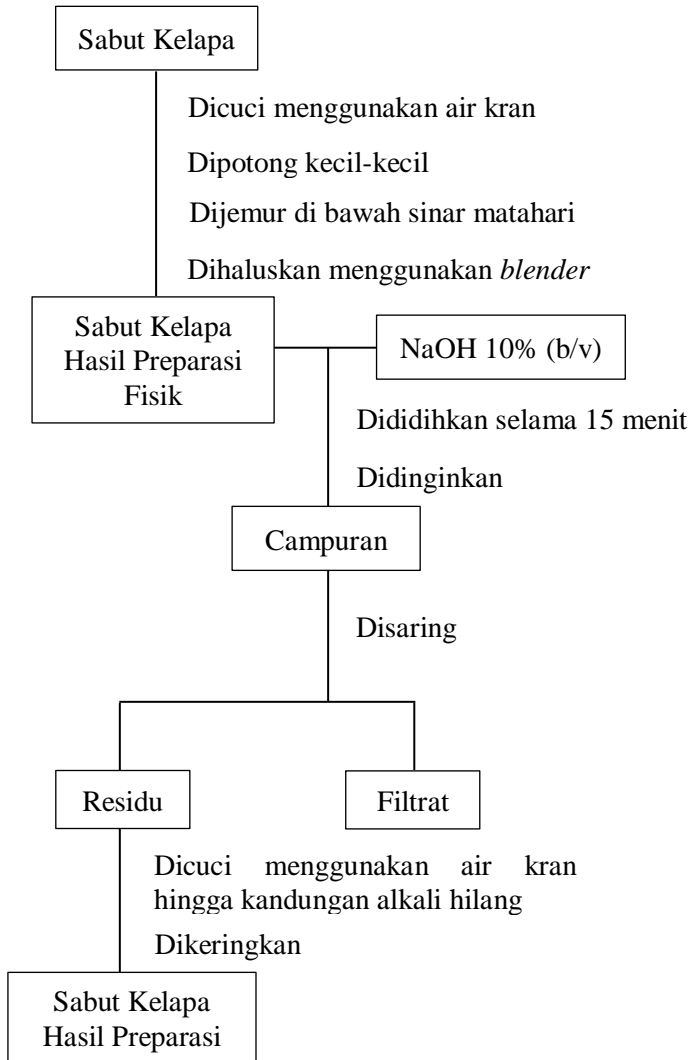 Sabut Kelapa
Dicuci menggunakan air kran
Dipotong kecil-kecil
Dijemur di bawah sinar matahari
Dihaluskan menggunakan blender
Sabut Kelapa
Hasil Preparasi
Fisik
NaOH 10% (b/v)
Dididihkan selama 15 menit
Didinginkan
Campuran
Disaring
Residu
Filtrat
Dicuci menggunakan air kran
hingga kandungan alkali hilang
Dikeringkan
Sabut Kelapa
Hasil Preparasi